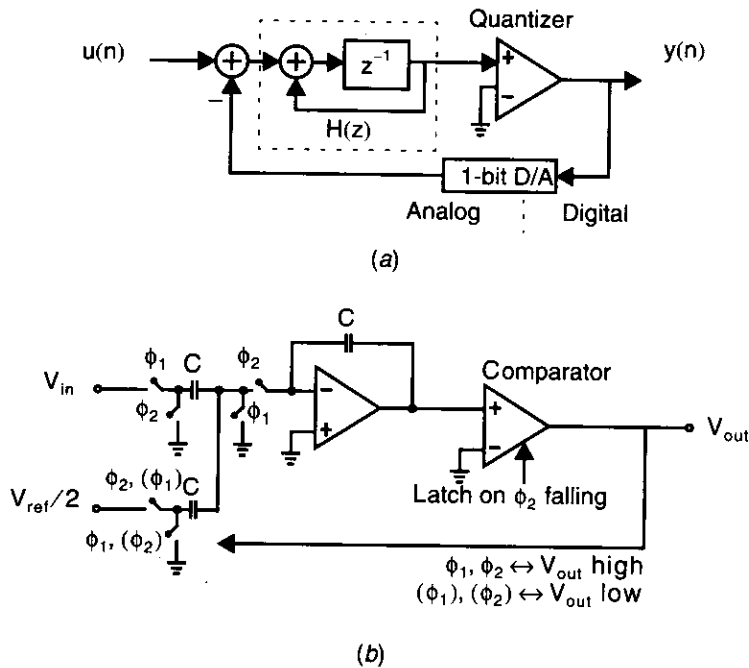 Quantizer
u(n)
y(n)
+
+
z⁻¹
+
−
−
H(z)
1-bit D/A
Analog
Digital
(a)
C
ϕ₁
C
ϕ₂
Comparator
V_in
ϕ₂
ϕ₁
−
+
+
−
V_out
ϕ₂, (ϕ₁)
C
V_ref/2
Latch on ϕ₂ falling
ϕ₁, (ϕ₂)
ϕ₁, ϕ₂ ↔ V_out high
(ϕ₁), (ϕ₂) ↔ V_out low
(b)